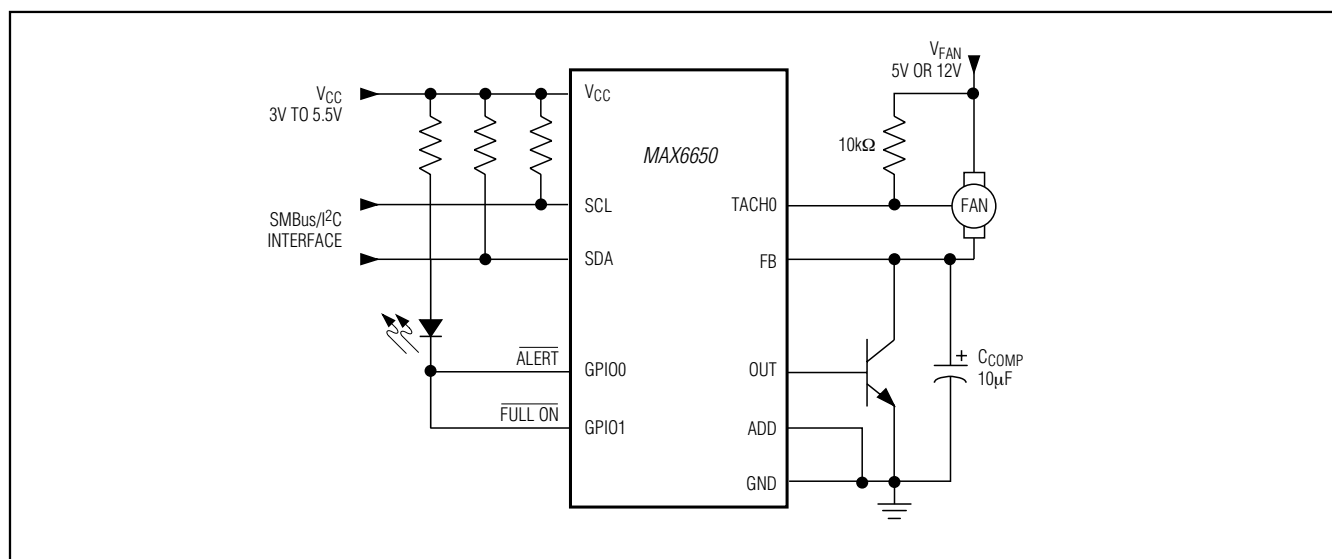 VCC
3V TO 5.5V
SMBus/I2C
INTERFACE
ALERT
FULL ON
VCC
SCL
SDA
GPIO0
GPIO1
MAX6650
TACH0
FB
OUT
ADD
GND
VFAN
5V OR 12V
10kΩ
FAN
+
CCOMP
10µF